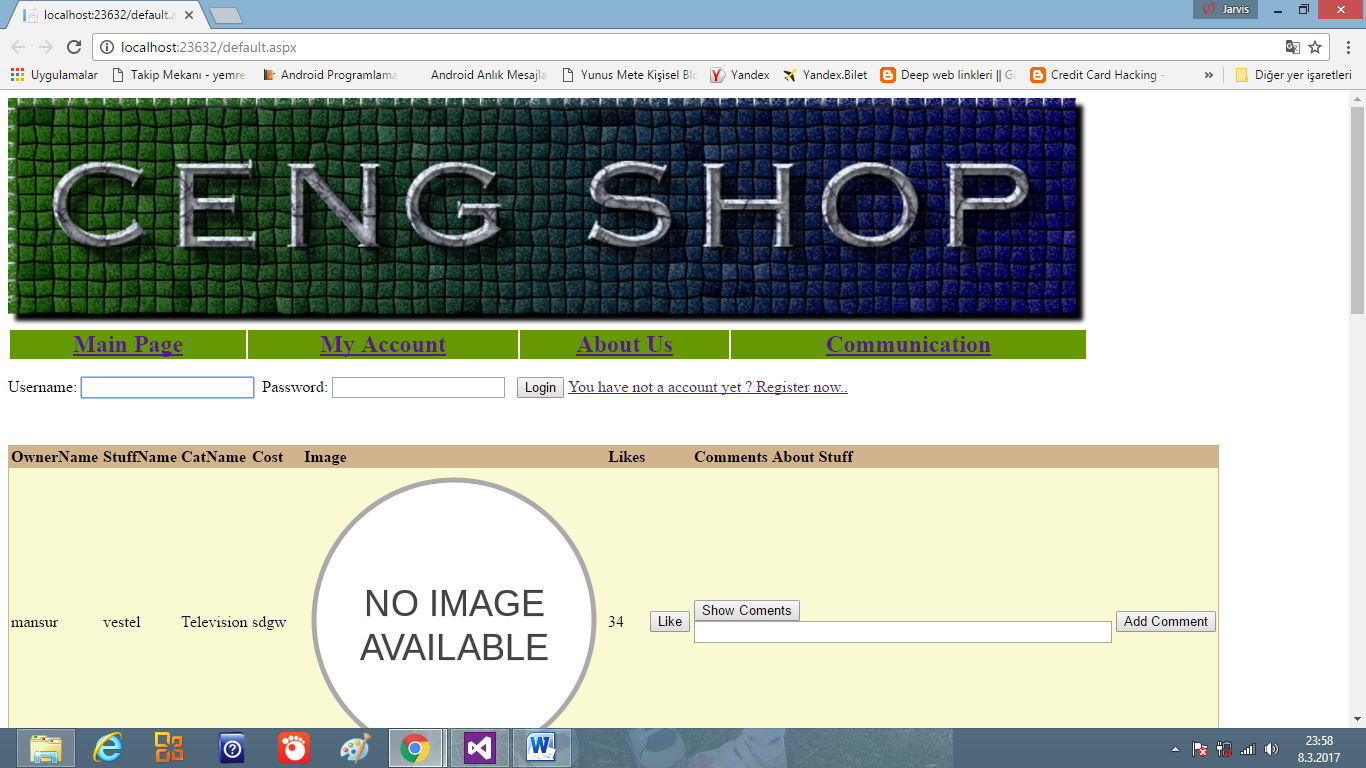 localhost:23632/default.a
Jarvis
localhost:23632/default.aspx
Uygulamalar Takip Mekanı - yemre Android Programlama Android Anlık Mesajla Yunus Mete Kişisel Blo Yandex Yandex.Bilet Deep web linkleri || Gü Credit Card Hacking - » Diğer yer işaretleri
CENG SHOP
Main Page My Account About Us Communication
Username: Password: Login You have not a account yet ? Register now..
OwnerName StuffName CatName Cost Image Likes Comments About Stuff
NO IMAGE
AVAILABLE
mansur vestel Television sdgw 34 Like Show Coments Add Comment
23:58
8.3.2017